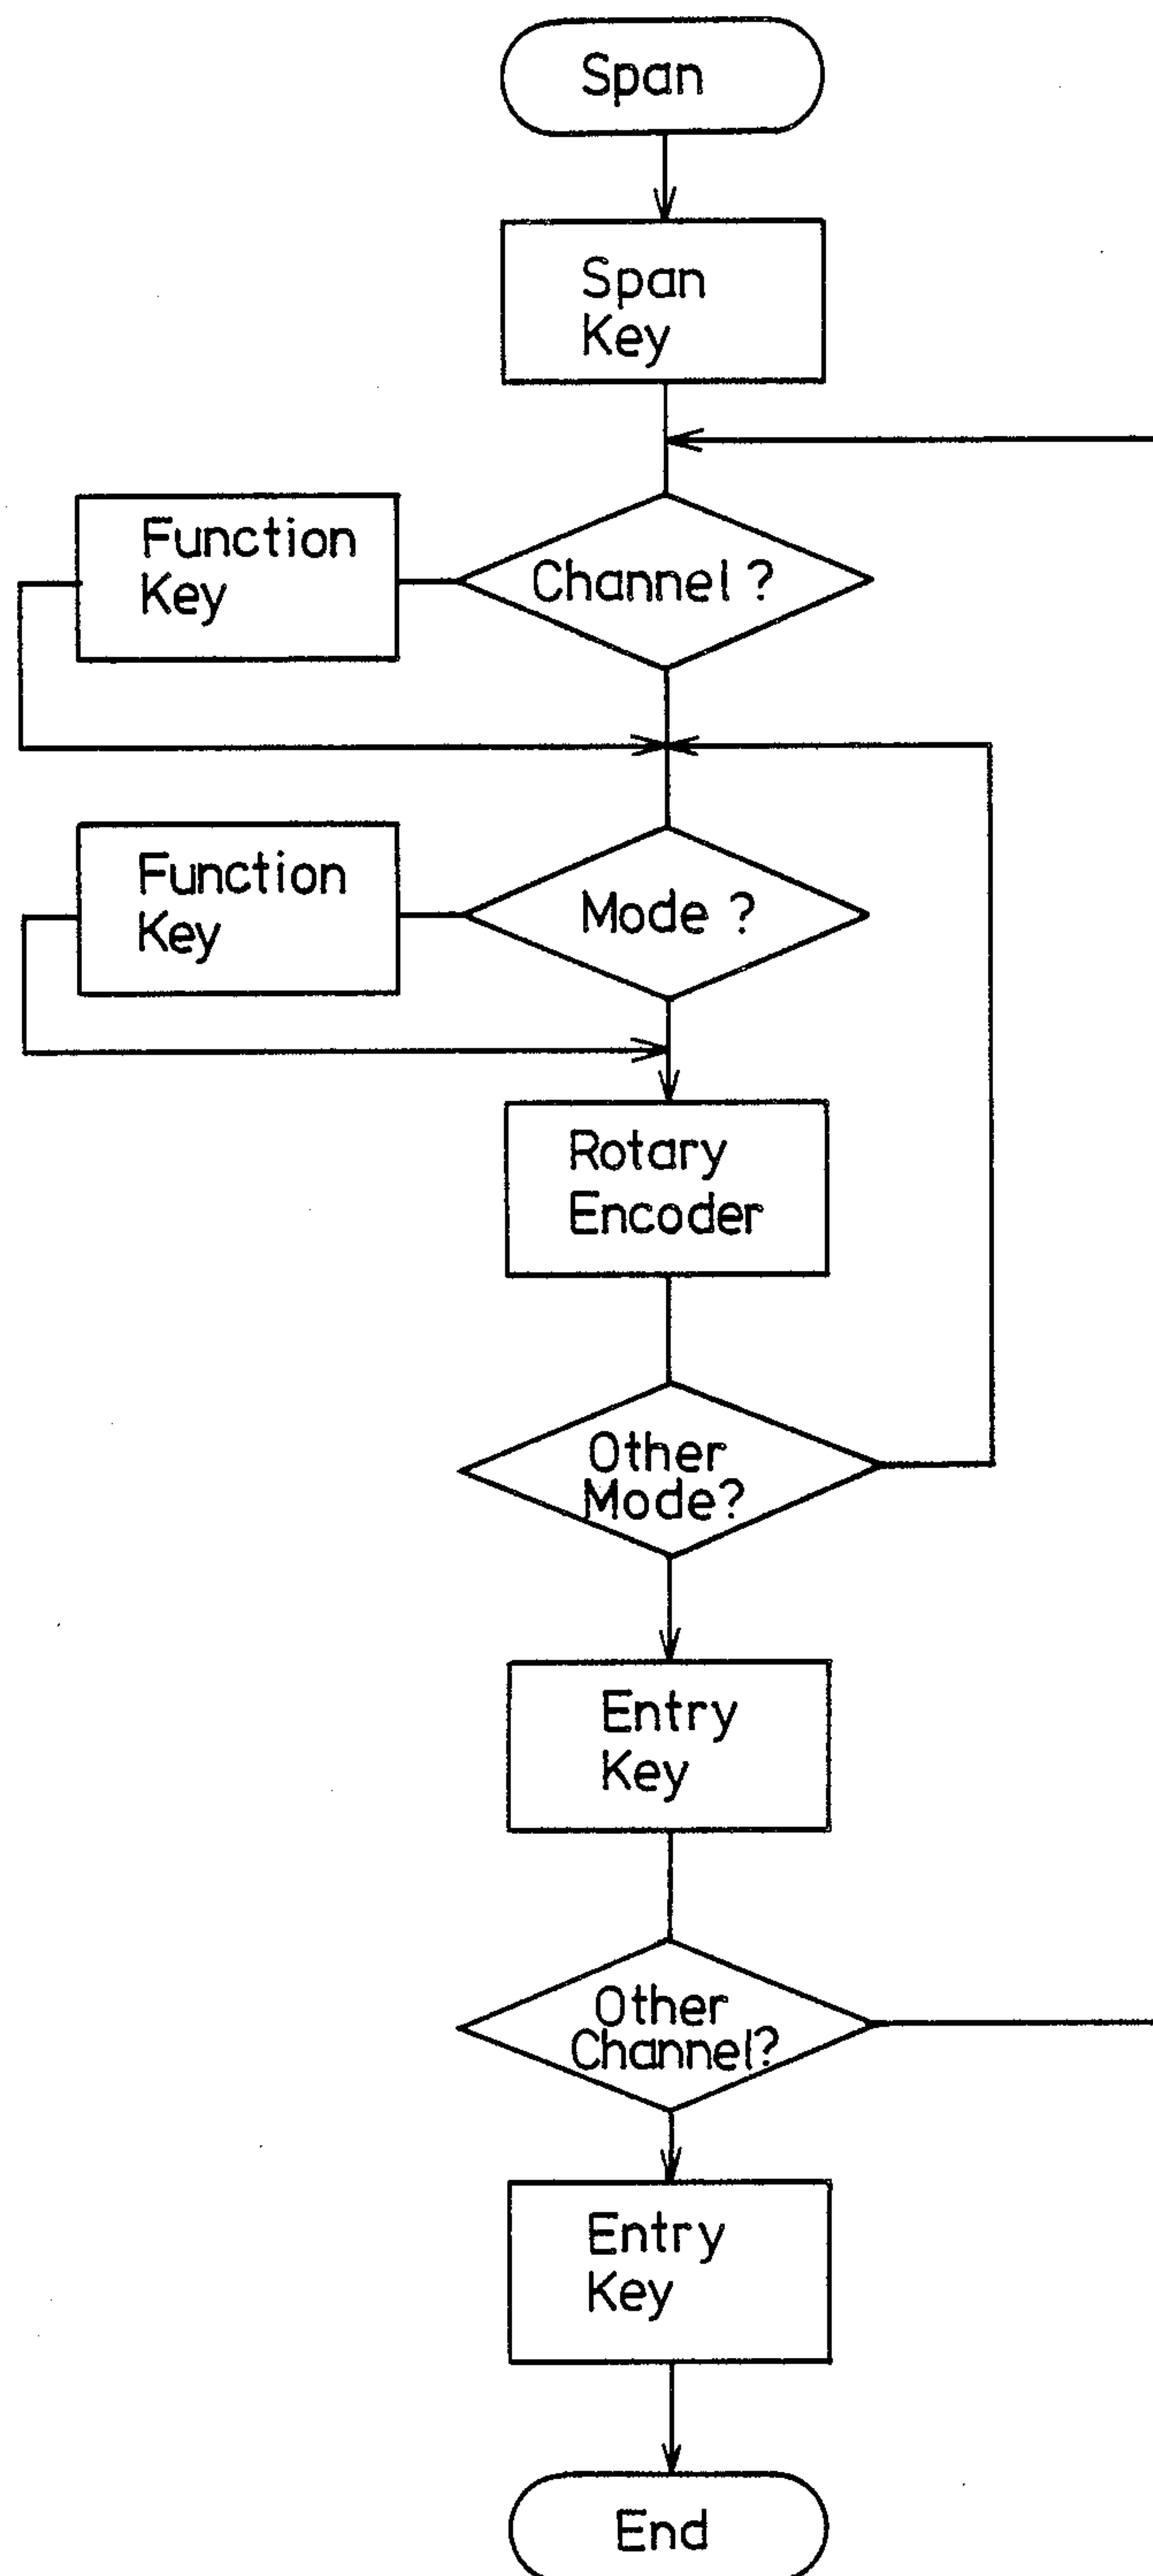 Span
Span
Key
Function
Key
Channel ?
Function
Key
Mode ?
Rotary
Encoder
Other
Mode?
Entry
Key
Other
Channel?
Entry
Key
End